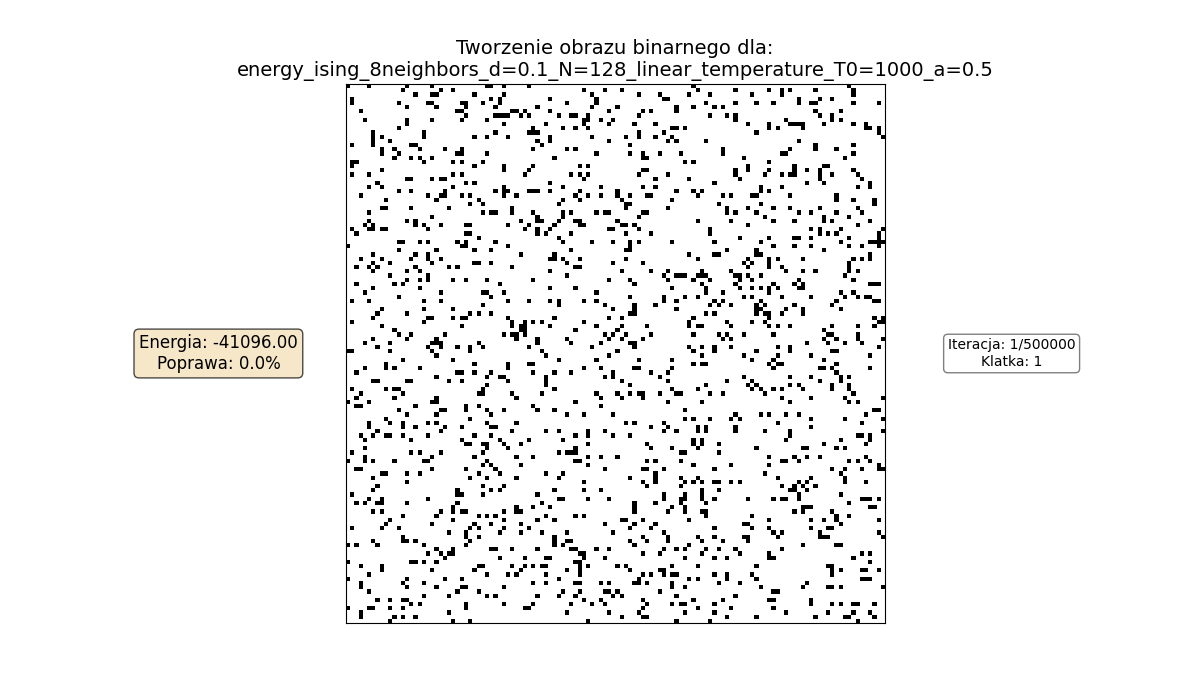 Tworzenie obrazu binarnego dla:
energy_ising_8neighbors_d=0.1_N=128_linear_temperature_T0=1000_a=0.5
Energia: -41096.00
Poprawa: 0.0%
Iteracja: 1/500000
Klatka: 1